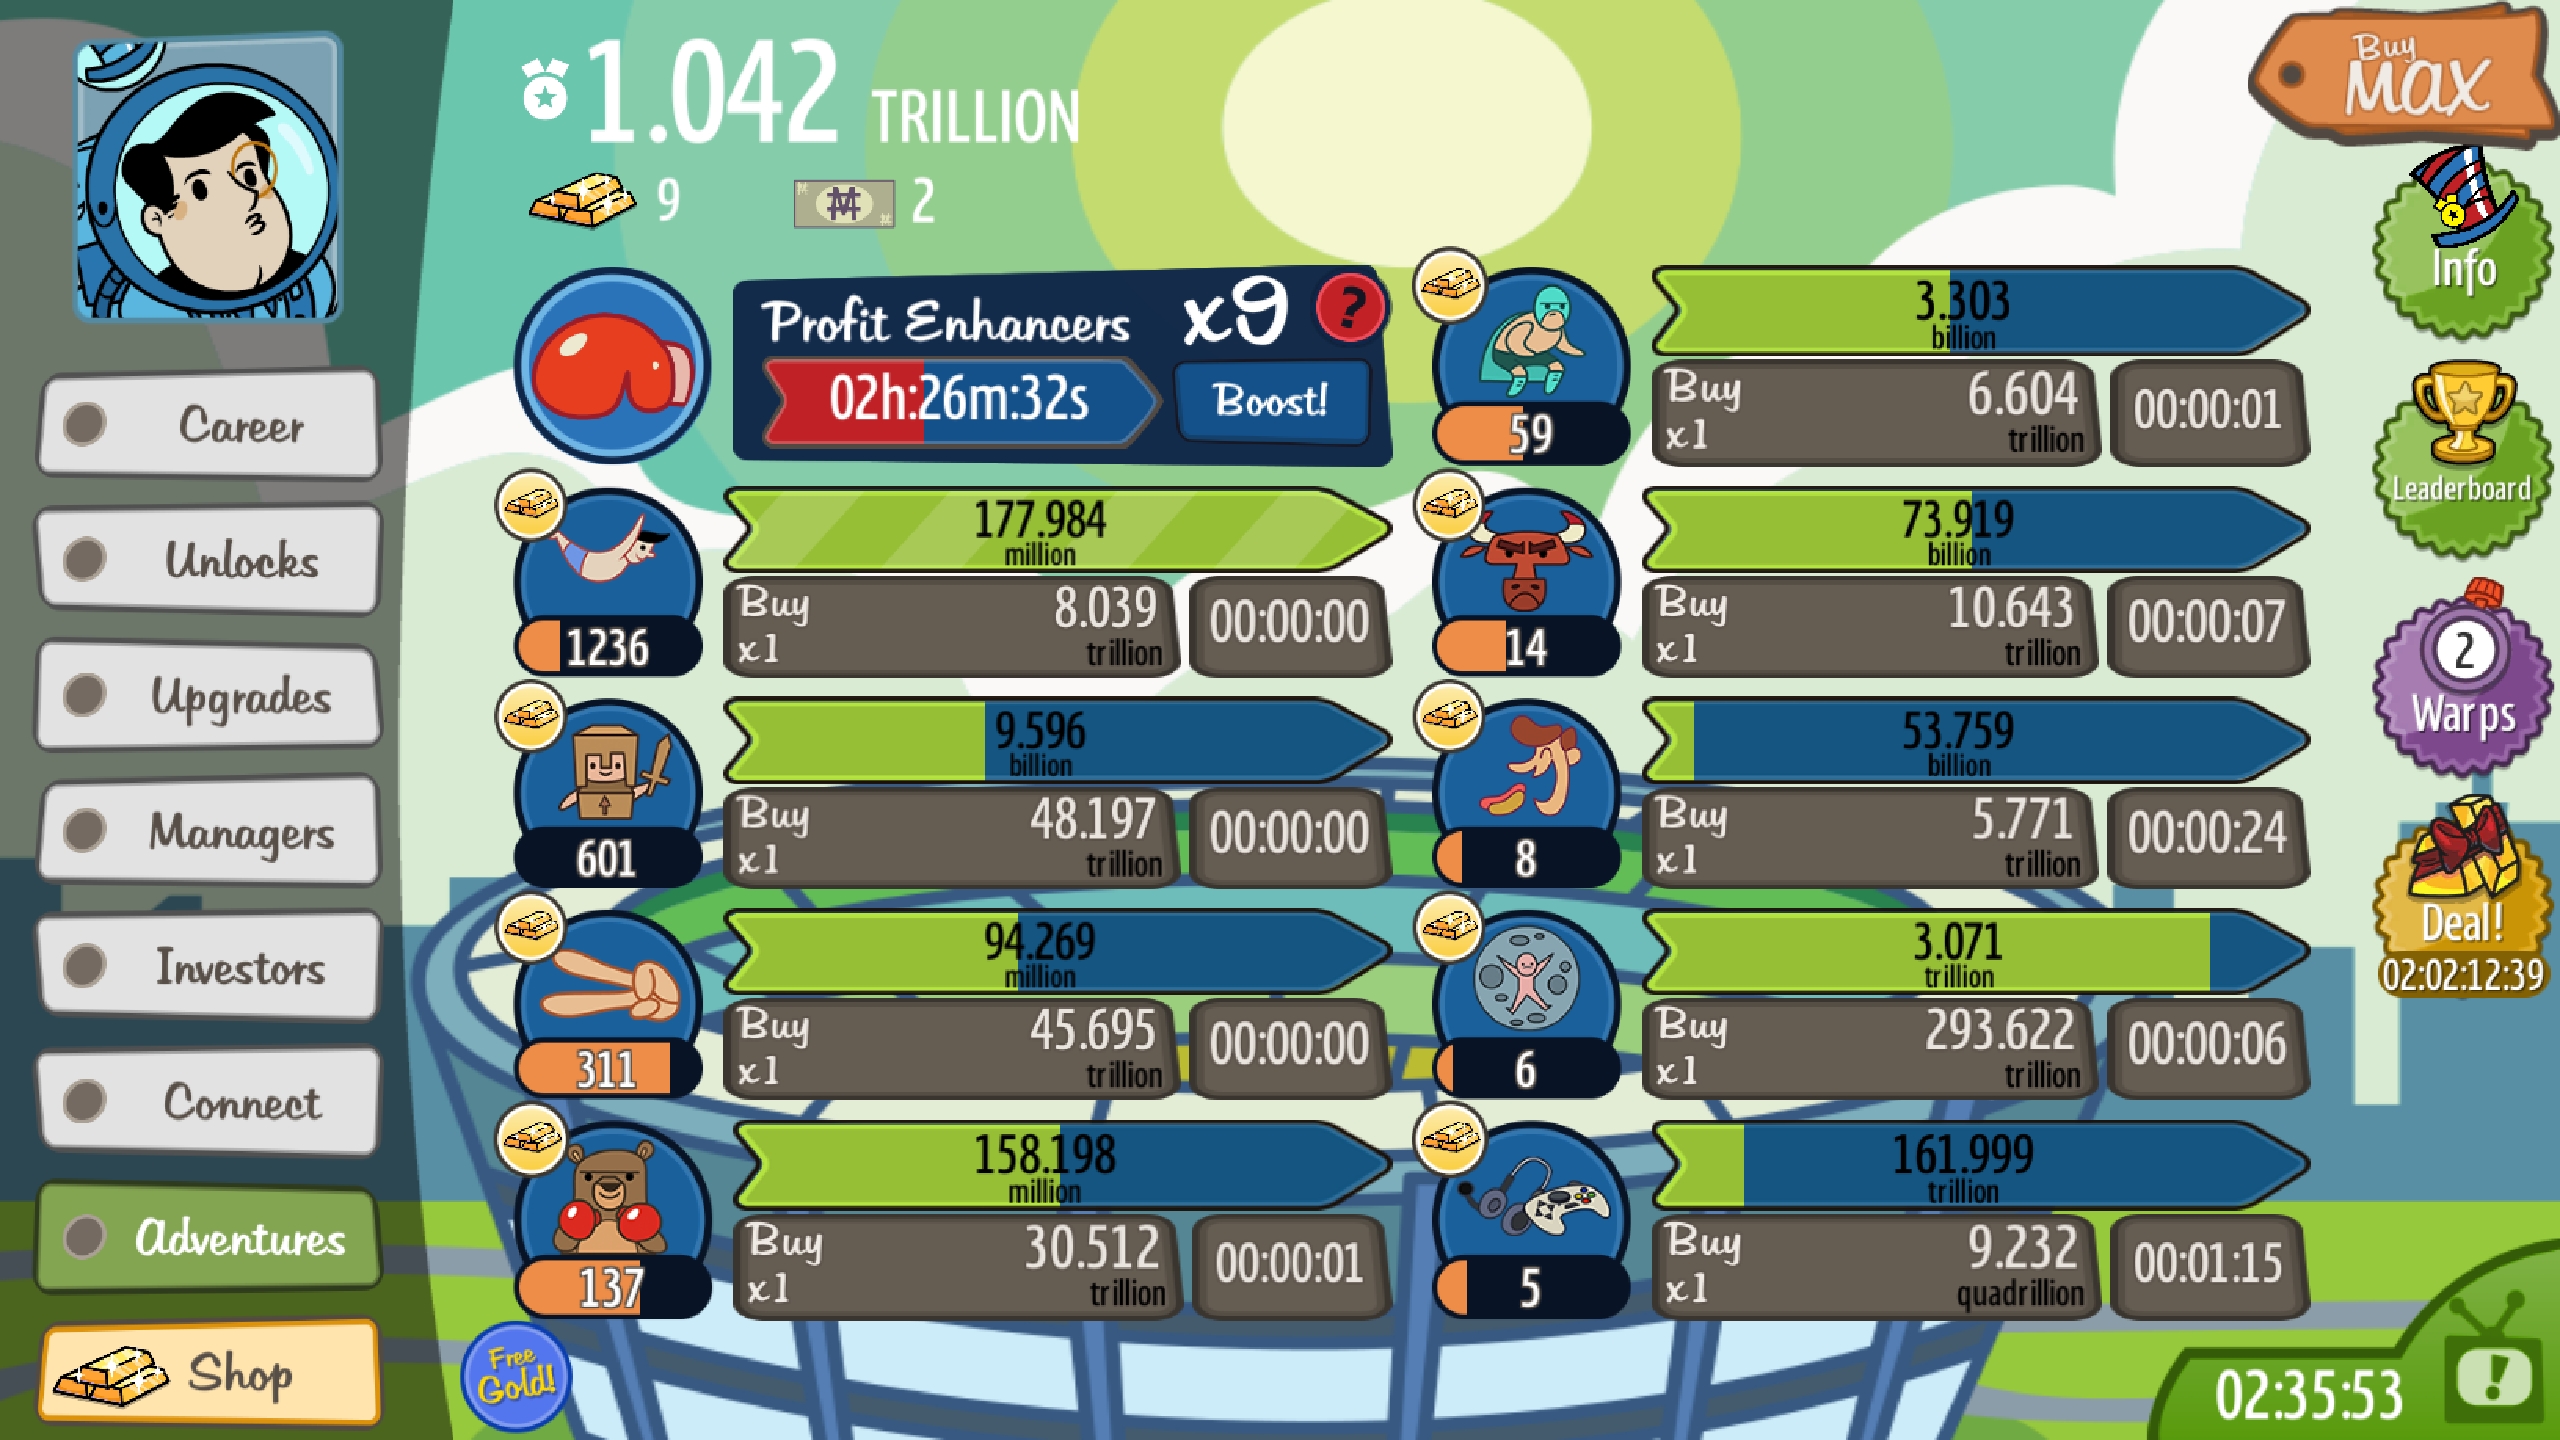 1.042 TRILLION
9
2
Buy
MAX
Career
Unlocks
Upgrades
Managers
Investors
Connect
Adventures
Shop
Profit Enhancers x9 ?
02h:26m:32s
Boost!
177.984
million
1236
Buy
x1
8.039
trillion
00:00:00
9.596
billion
601
Buy
x1
48.197
trillion
00:00:00
94.269
million
311
Buy
x1
45.695
trillion
00:00:00
158.198
million
137
Buy
x1
30.512
trillion
00:00:01
Free
Gold!
3.303
billion
59
Buy
x1
6.604
trillion
00:00:01
73.919
billion
14
Buy
x1
10.643
trillion
00:00:07
53.759
billion
8
Buy
x1
5.771
trillion
00:00:24
3.071
trillion
6
Buy
x1
293.622
trillion
00:00:06
161.999
trillion
5
Buy
x1
9.232
quadrillion
00:01:15
Info
Leaderboard
2
Warps
Deal!
02:02:12:39
02:35:53
!